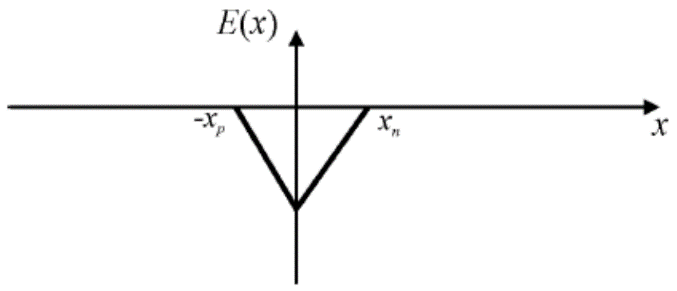 E(x)
-xₚ
xₙ
x